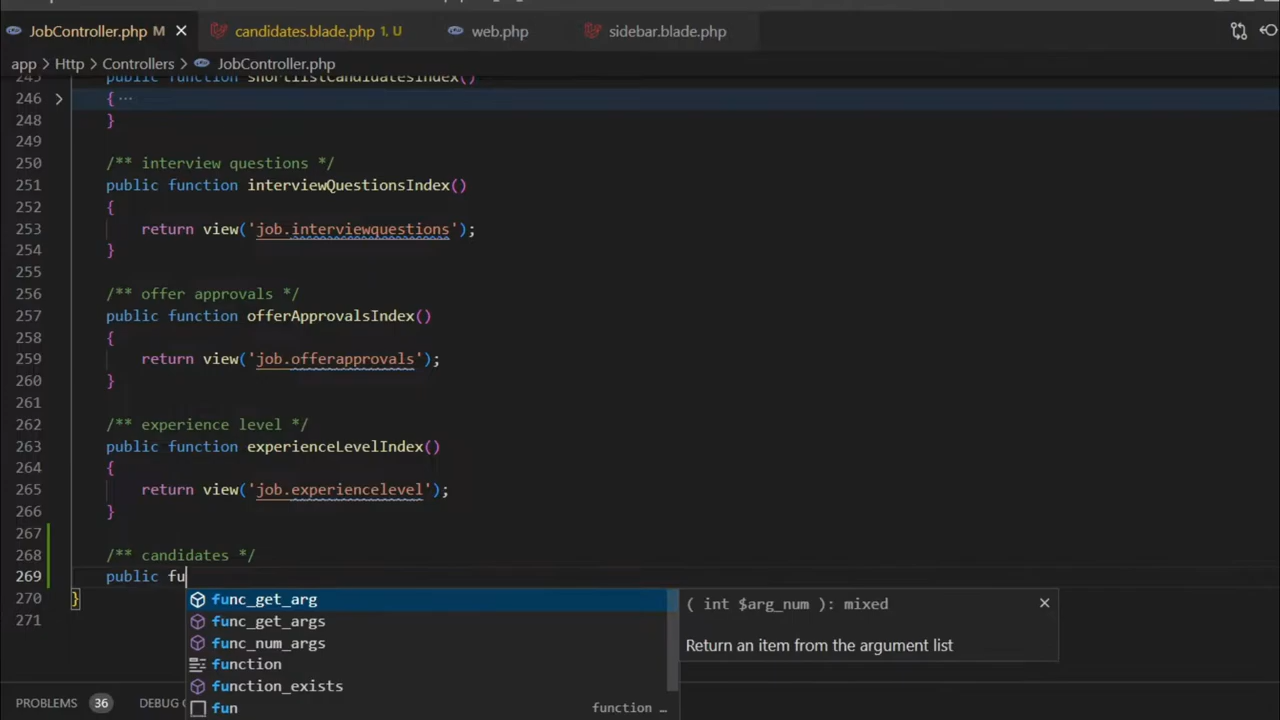 JobController.php M
candidates.blade.php 1, U
web.php
sidebar.blade.php
app > Http > Controllers > JobController.php
public function shortlistCandidatesIndex()
246 { ···
248 }
249
250 /** interview questions */
251 public function interviewQuestionsIndex()
252 {
253 return view('job.interviewquestions');
254 }
255
256 /** offer approvals */
257 public function offerApprovalsIndex()
258 {
259 return view('job.offerapprovals');
260 }
261
262 /** experience level */
263 public function experienceLevelIndex()
264 {
265 return view('job.experiencelevel');
266 }
267
268 /** candidates */
269 public fu
270 }
271
func_get_arg
func_get_args
func_num_args
function
function_exists
fun function …
( int $arg_num ): mixed
Return an item from the argument list
PROBLEMS 36 DEBUG